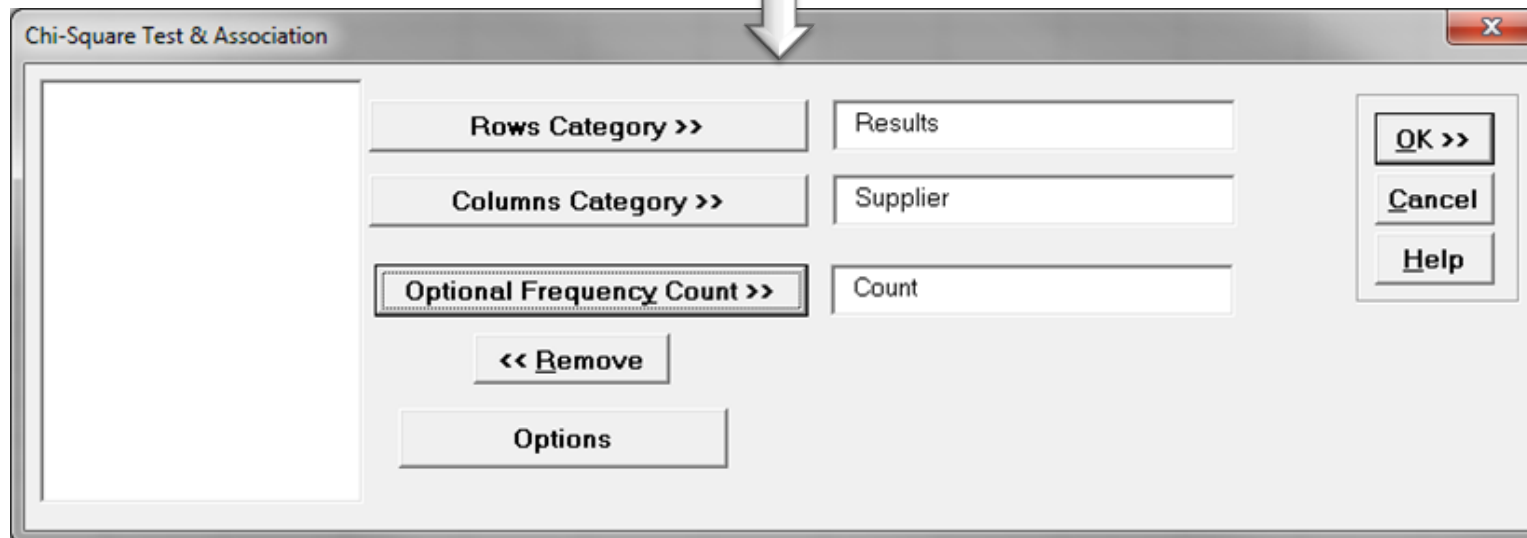 Chi-Square Test & Association
x
Rows Category >>
Results
OK >>
Columns Category >>
Supplier
Cancel
Optional Frequency Count >>
Count
Help
<< Remove
Options